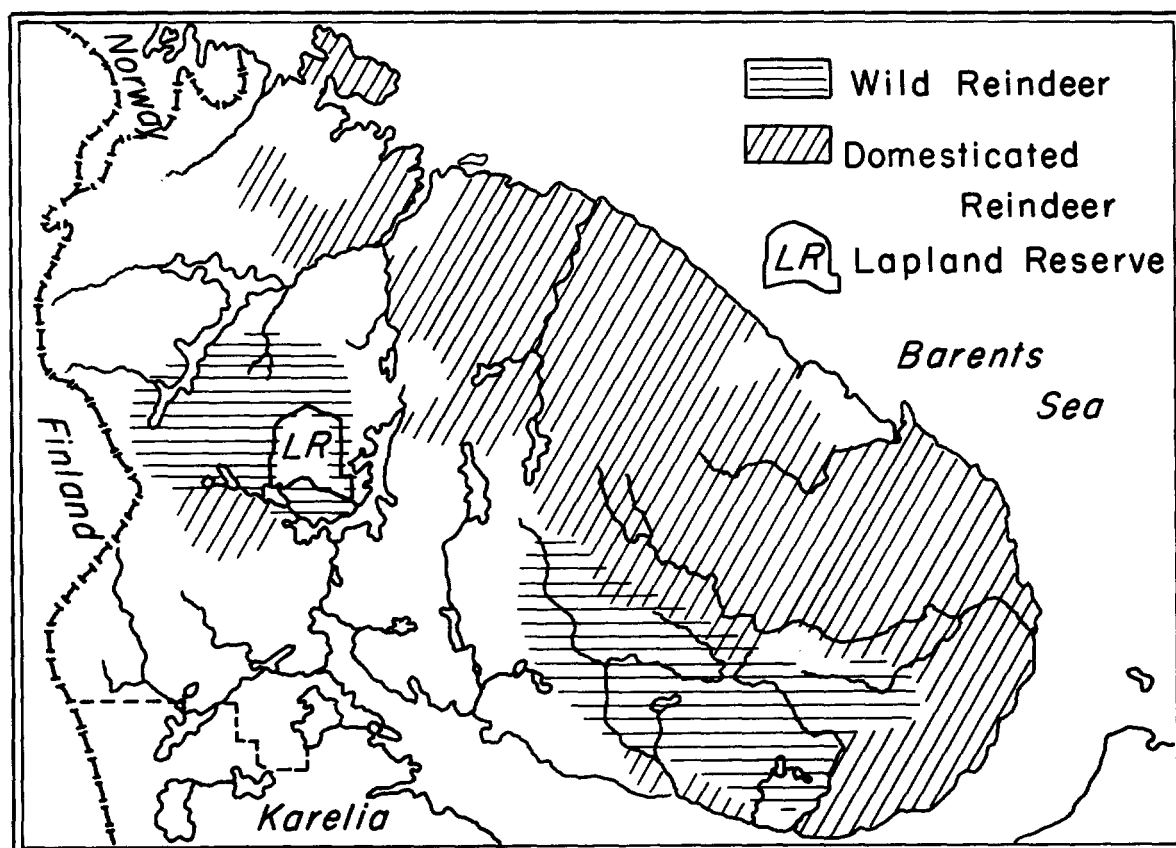 Norway
Wild Reindeer
Domesticated
Reindeer
LR Lapland Reserve
Barents
Sea
Finland
LR
Karelia